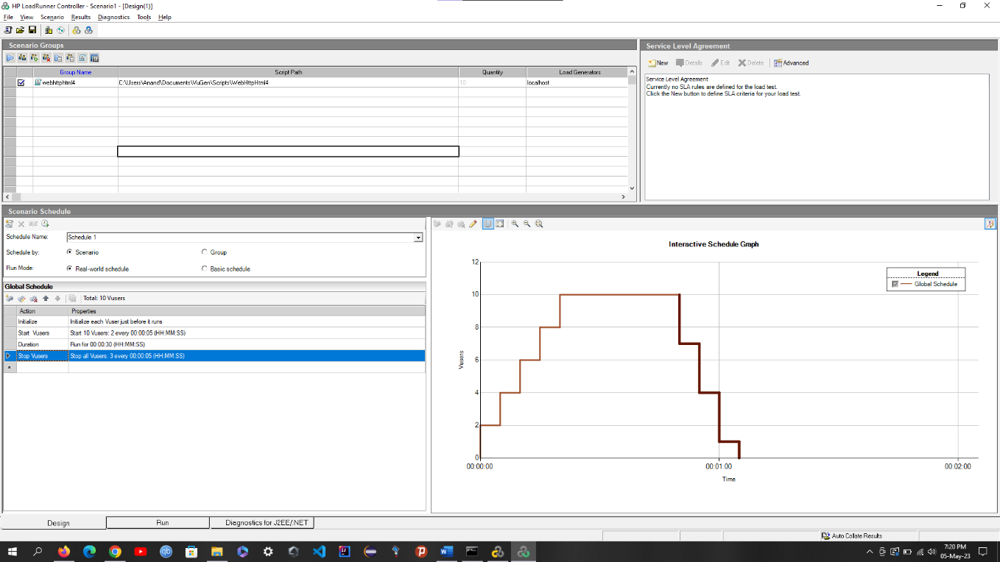 HP LoadRunner Controller - Scenario1 - [Design(1)]
File View Scenario Results Diagnostics Tools Help
Scenario Groups
Group Name Script Path Quantity Load Generators
webhttphtml4 C:\Users\Anand\Documents\VuGen\Scripts\WebHttpHtml4 10 localhost
Service Level Agreement
New Details Edit Delete Advanced
Service Level Agreement
Currently no SLA rules are defined for the load test.
Click the New button to define SLA criteria for your load test.
Scenario Schedule
Schedule Name: Schedule 1
Schedule by: Scenario Group
Run Mode: Real-world schedule Basic schedule
Global Schedule
Total: 10 Vusers
Action Properties
Initialize Initialize each Vuser just before it runs
Start Vusers Start 10 Vusers: 2 every 00:00:05 (HH:MM:SS)
Duration Run for 00:00:30 (HH:MM:SS)
Stop Vusers Stop all Vusers: 3 every 00:00:05 (HH:MM:SS)
Interactive Schedule Graph
Legend
Global Schedule
12
10
8
6
4
2
0
Vusers
00:00:00 00:01:00 00:02:00
Time
Design Run Diagnostics for J2EE/.NET
Auto Collate Results
7:20 PM
05-May-23